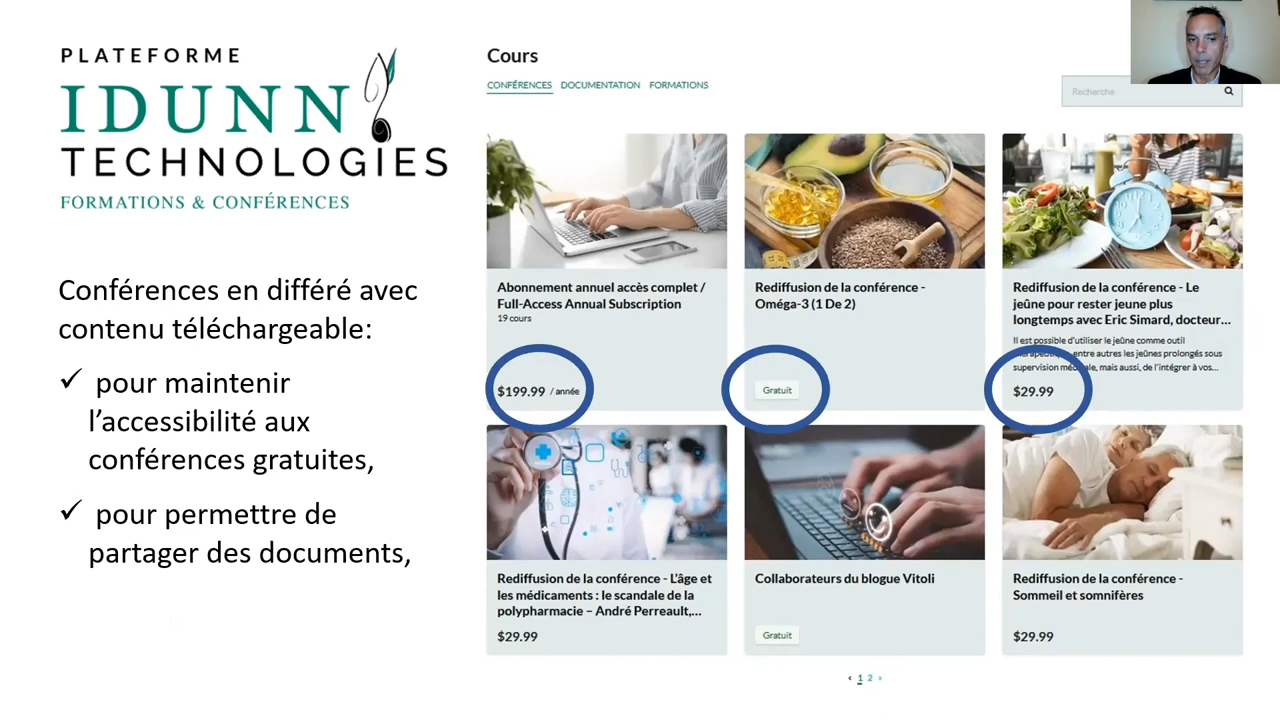 PLATEFORME
IDUNN
TECHNOLOGIES
FORMATIONS & CONFÉRENCES
Conférences en différé avec
contenu téléchargeable:
✓ pour maintenir
l’accessibilité aux
conférences gratuites,
✓ pour permettre de
partager des documents,
Cours
CONFÉRENCES DOCUMENTATION FORMATIONS
Recherche
Abonnement annuel accès complet /
Full-Access Annual Subscription
19 cours
$199.99 / année
Rediffusion de la conférence -
Oméga-3 (1 De 2)
Gratuit
Rediffusion de la conférence - Le
jeûne pour rester jeune plus
longtemps avec Eric Simard, docteur...
Il est possible d’utiliser le jeûne comme outil
thérapeutique, entre autres les jeûnes prolongés sous
supervision médicale, mais aussi, de l’intégrer à vos...
$29.99
Rediffusion de la conférence - L’âge et
les médicaments : le scandale de la
polypharmacie – André Perreault,...
$29.99
Collaborateurs du blogue Vitoli
Gratuit
Rediffusion de la conférence -
Sommeil et somnifères
$29.99
‹ 1 2 ›